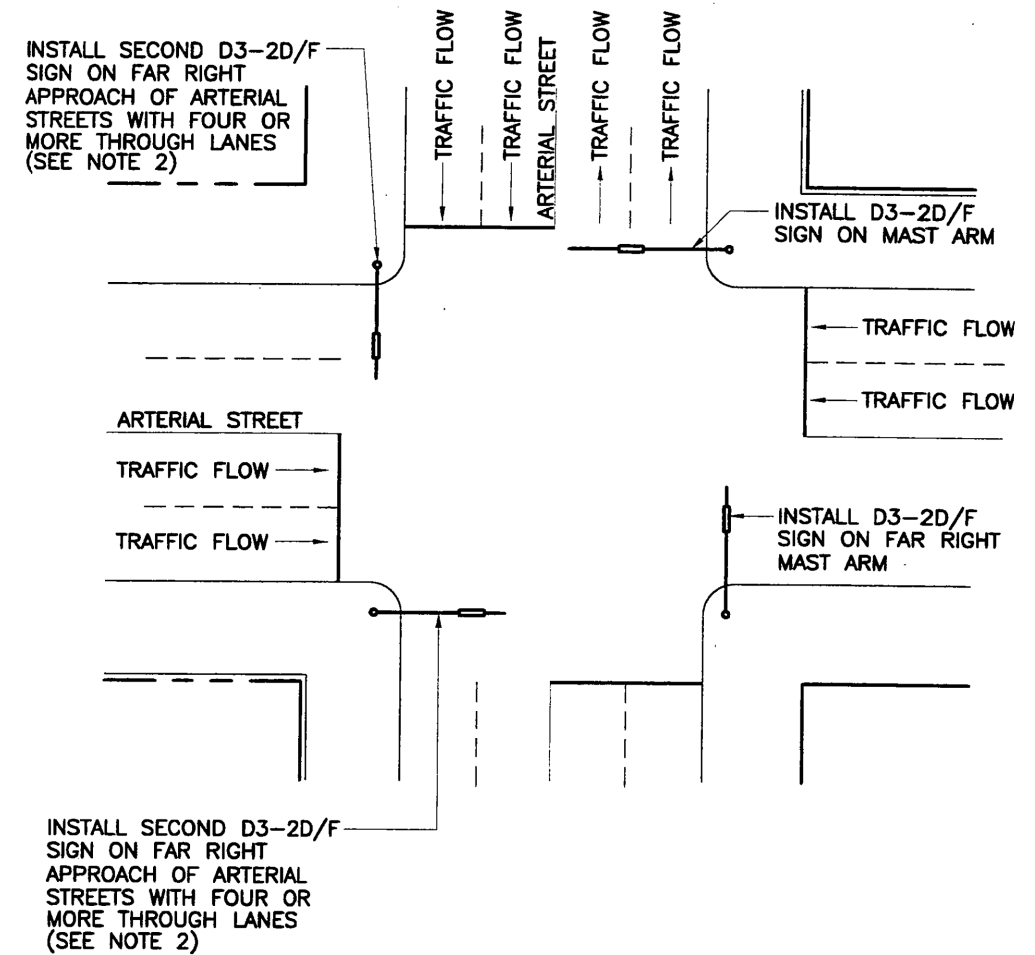 INSTALL SECOND D3-2D/F
SIGN ON FAR RIGHT
APPROACH OF ARTERIAL
STREETS WITH FOUR OR
MORE THROUGH LANES
(SEE NOTE 2)
TRAFFIC FLOW
TRAFFIC FLOW
ARTERIAL STREET
TRAFFIC FLOW
TRAFFIC FLOW
INSTALL D3-2D/F
SIGN ON MAST ARM
TRAFFIC FLOW
TRAFFIC FLOW
ARTERIAL STREET
TRAFFIC FLOW
TRAFFIC FLOW
INSTALL D3-2D/F
SIGN ON FAR RIGHT
MAST ARM
INSTALL SECOND D3-2D/F
SIGN ON FAR RIGHT
APPROACH OF ARTERIAL
STREETS WITH FOUR OR
MORE THROUGH LANES
(SEE NOTE 2)